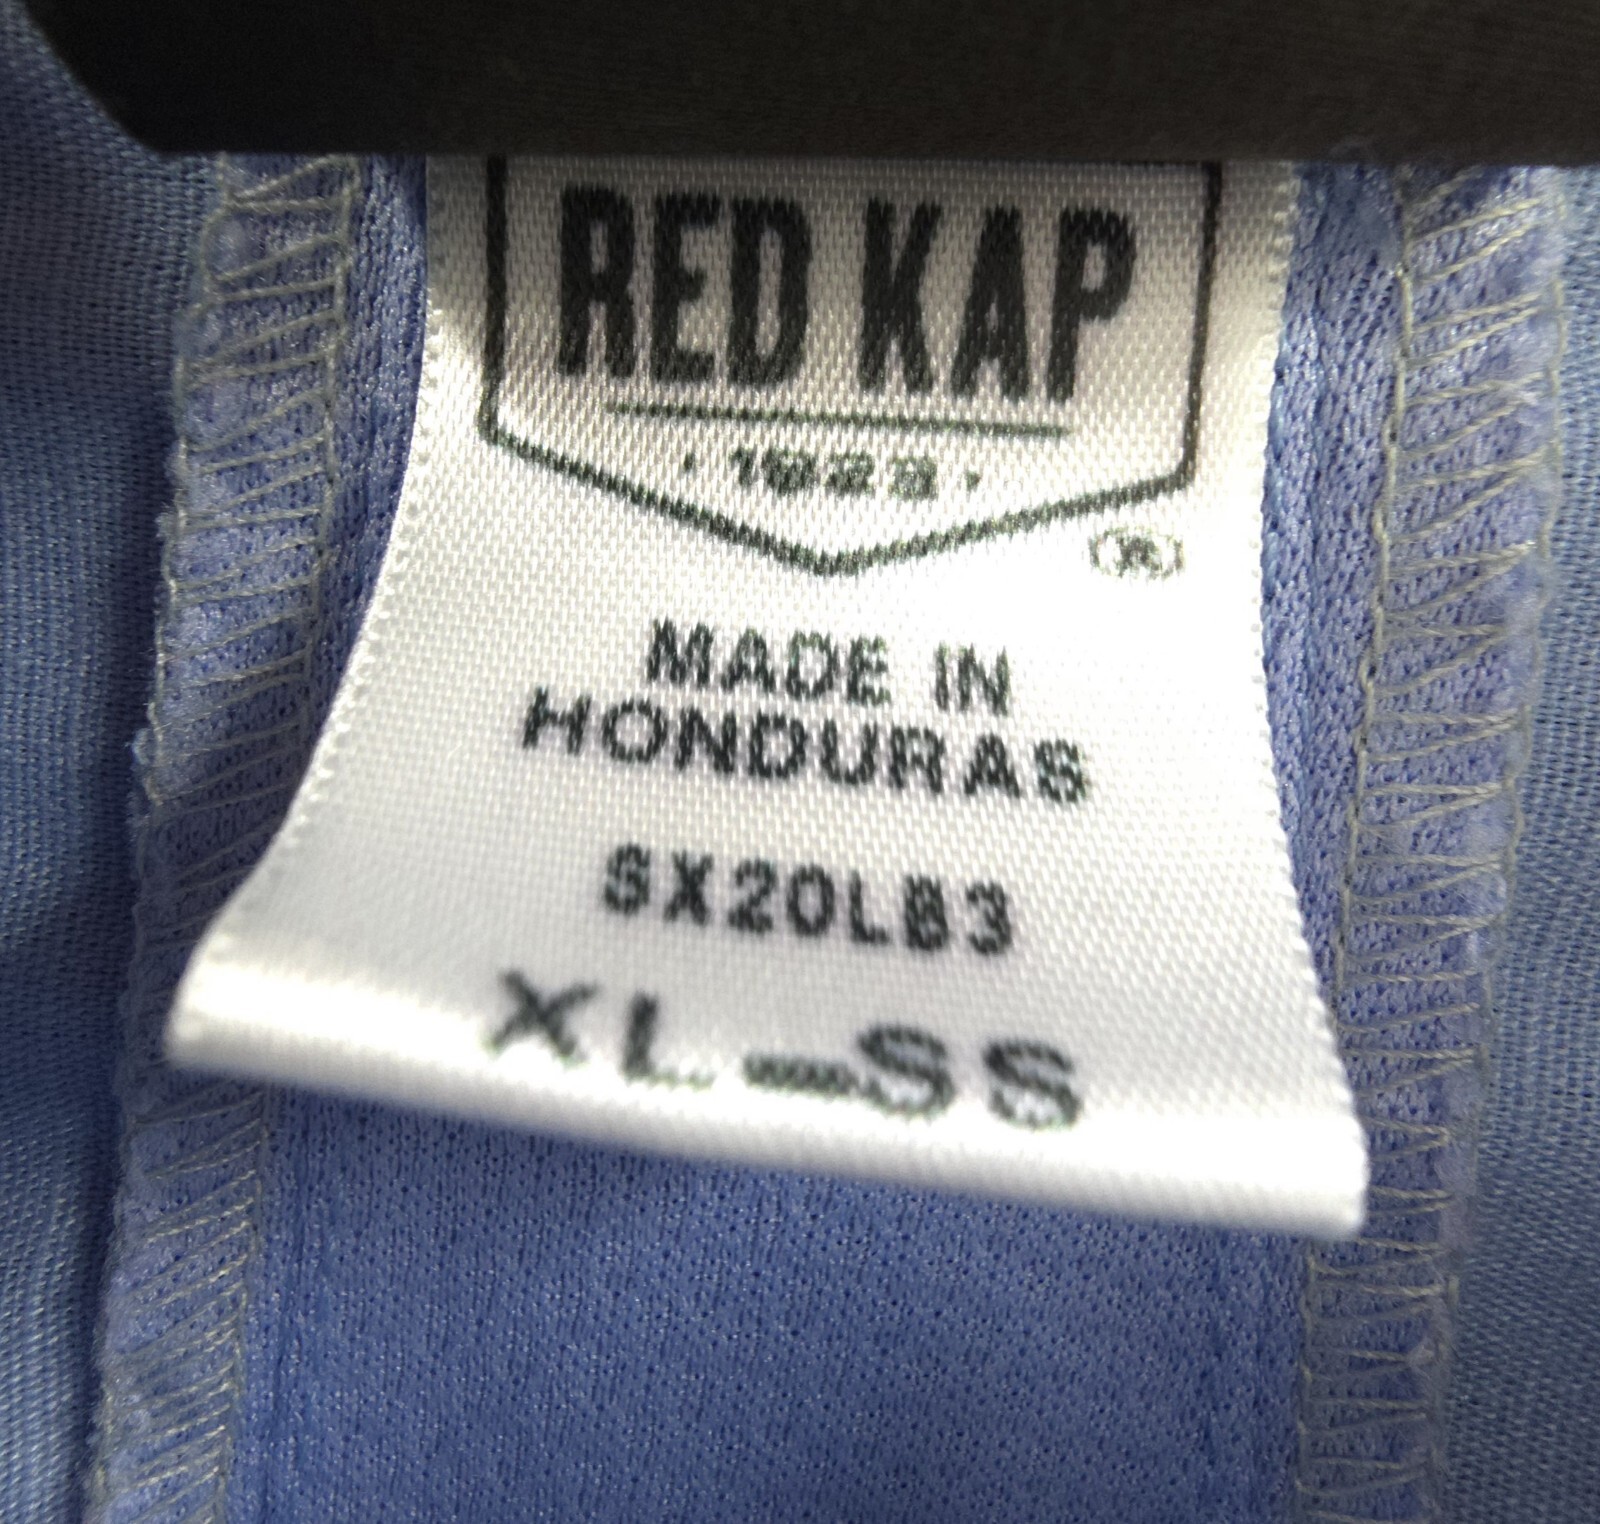 RED KAP
· 1923 ·
®
MADE IN
HONDURAS
SX20LB3
XL-SS